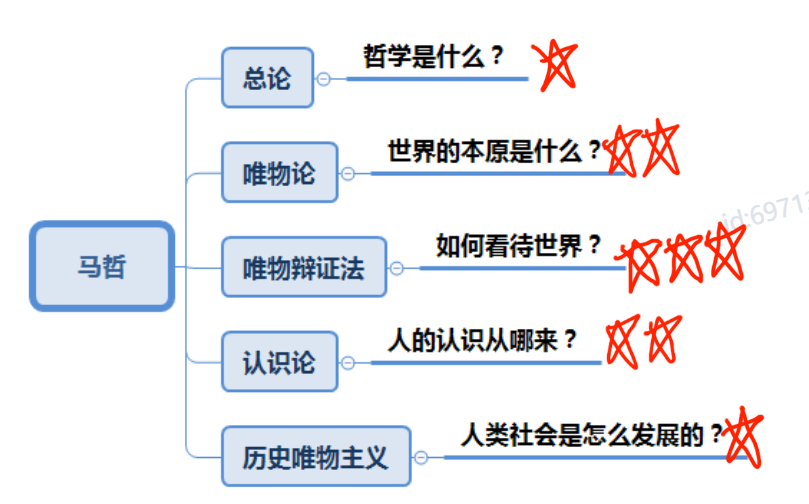 总论
哲学是什么？
唯物论
世界的本原是什么？
马哲
唯物辩证法
如何看待世界？
认识论
人的认识从哪来？
历史唯物主义
人类社会是怎么发展的？